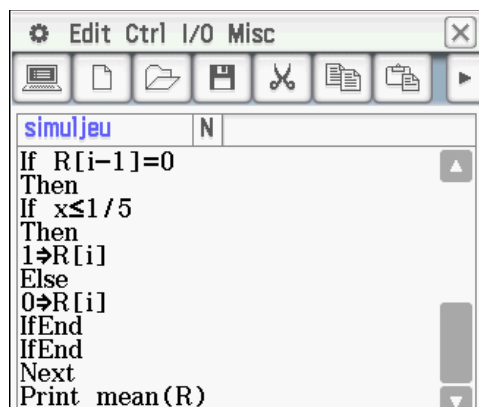 Edit Ctrl I/O Misc
simuljeu N
If R[i-1]=0
Then
If x≤1/5
Then
1⇒R[i]
Else
0⇒R[i]
IfEnd
IfEnd
Next
Print mean(R)